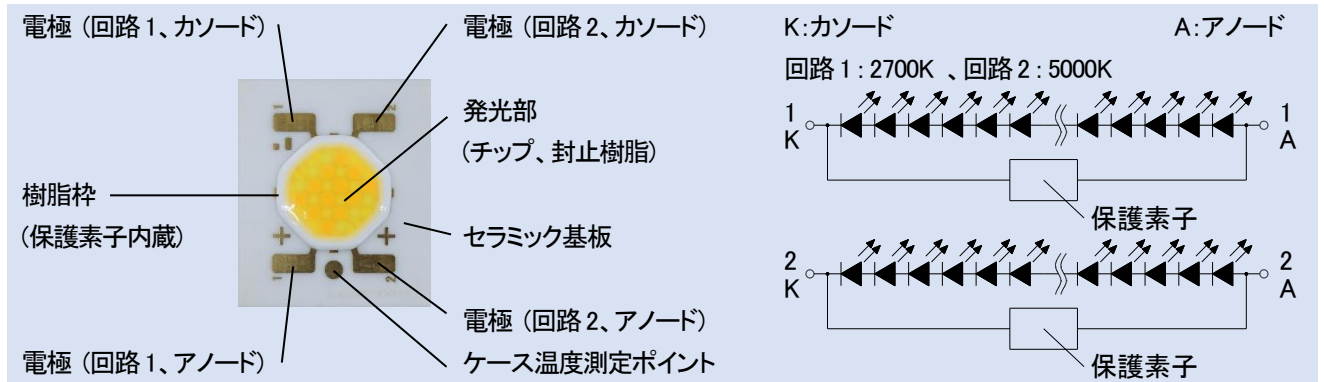 電極（回路1、カソード）
電極（回路2、カソード）
発光部
（チップ、封止樹脂）
樹脂枠
（保護素子内蔵）
セラミック基板
電極（回路2、アノード）
電極（回路1、アノード）
ケース温度測定ポイント
1
2
+
+
1
2
K:カソード
A:アノード
回路1:2700K 、回路2:5000K
1
K
1
A
保護素子
2
K
2
A
保護素子